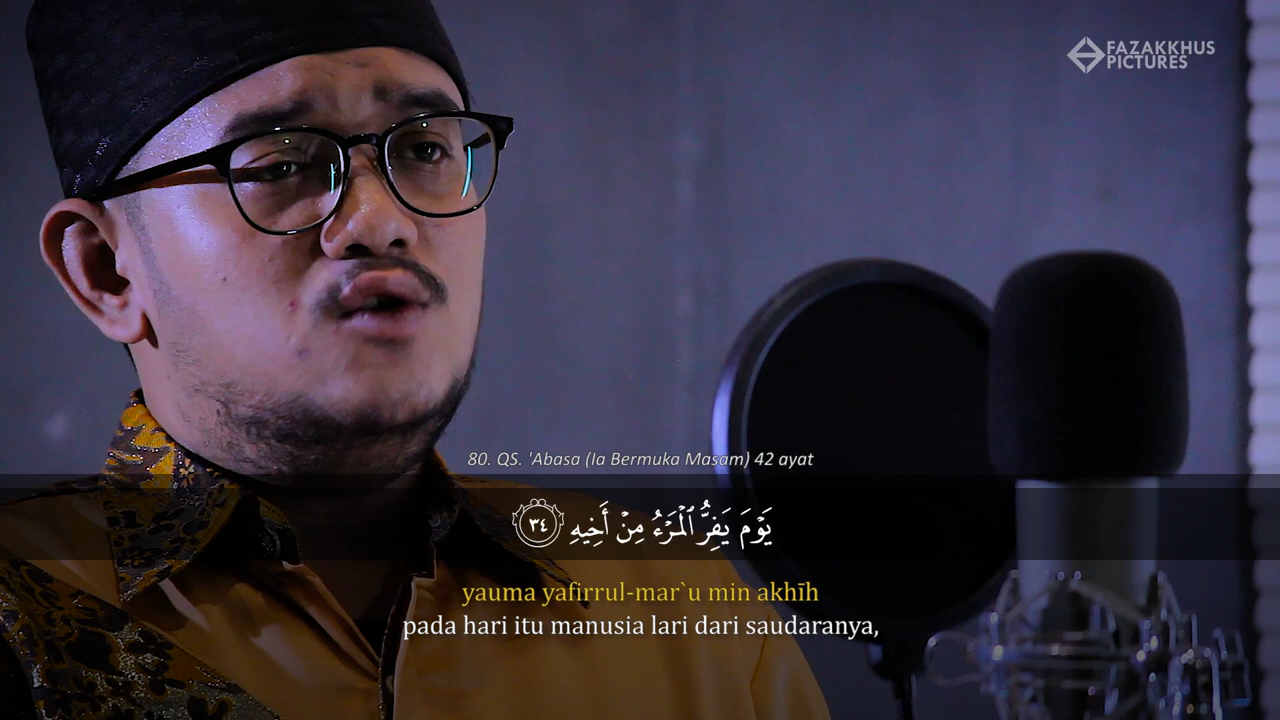 FAZAKKHUS
PICTURES
80. QS. 'Abasa (Ia Bermuka Masam) 42 ayat
يَوْمَ يَفِرُّ ٱلْمَرْءُ مِنْ أَخِيهِ ٣٤
yauma yafirrul-mar`u min akhīh
pada hari itu manusia lari dari saudaranya,